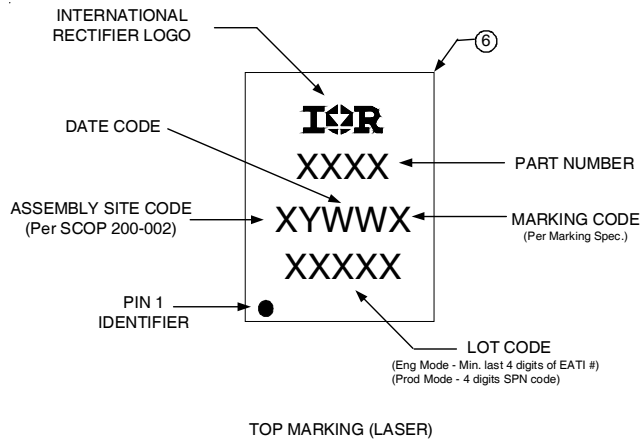 INTERNATIONAL
RECTIFIER LOGO
6
IOR
DATE CODE
XXXX
PART NUMBER
ASSEMBLY SITE CODE
(Per SCOP 200-002)
XYWWX
MARKING CODE
(Per Marking Spec.)
XXXXX
PIN 1
IDENTIFIER
LOT CODE
(Eng Mode - Min. last 4 digits of EATI #)
(Prod Mode - 4 digits SPN code)
TOP MARKING (LASER)